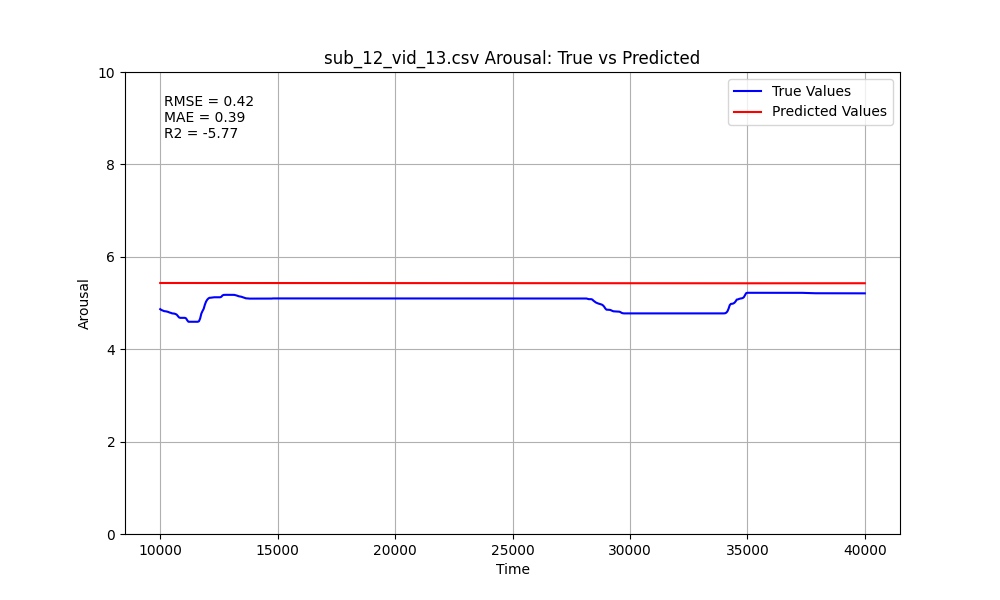 sub_12_vid_13.csv Arousal: True vs Predicted
RMSE = 0.42
MAE = 0.39
R2 = -5.77
True Values
Predicted Values
10
8
6
4
2
0
Arousal
10000 15000 20000 25000 30000 35000 40000
Time